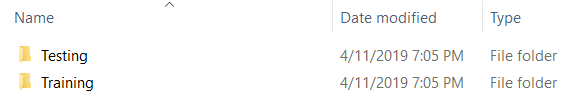 Name Date modified Type
Testing 4/11/2019 7:05 PM File folder
Training 4/11/2019 7:05 PM File folder